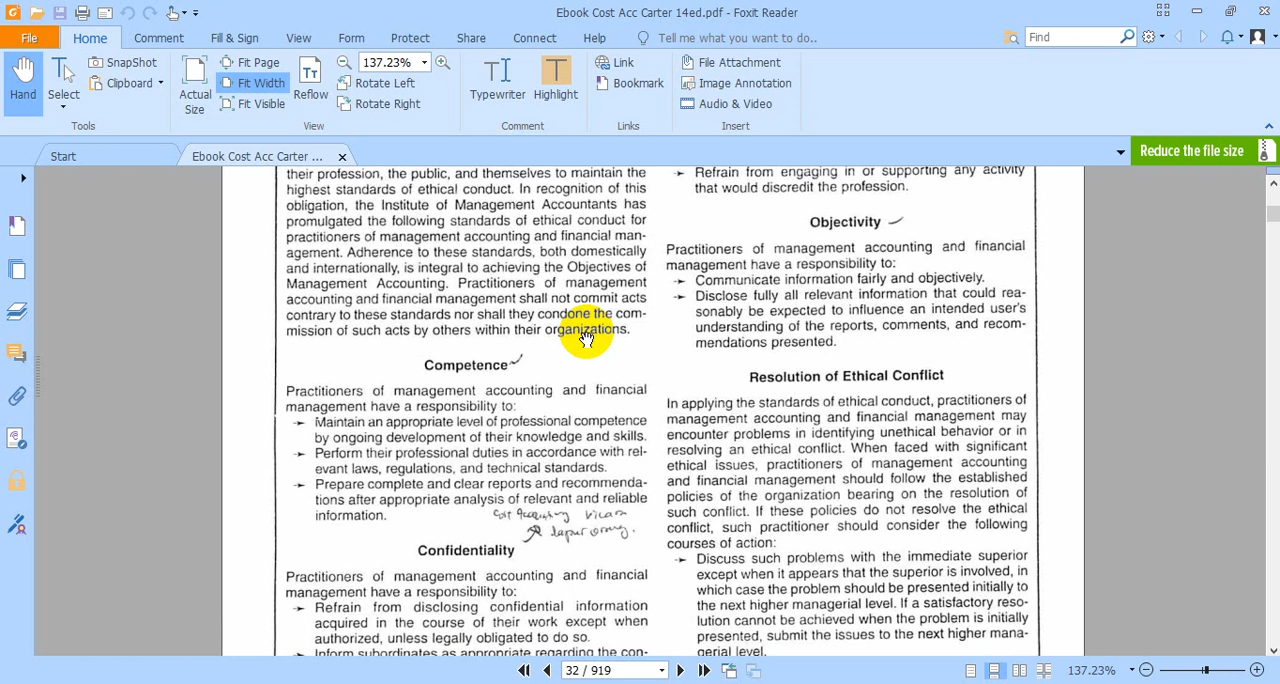 Ebook Cost Acc Carter 14ed.pdf - Foxit Reader
File
Home
Comment
Fill & Sign
View
Form
Protect
Share
Connect
Help
Tell me what you want to do..
Find
Hand
Select
SnapShot
Clipboard
Tools
Actual
Size
Fit Page
Fit Width
Fit Visible
Reflow
137.23%
Rotate Left
Rotate Right
View
Typewriter
Highlight
Comment
Link
Bookmark
Links
File Attachment
Image Annotation
Audio & Video
Insert
Start
Ebook Cost Acc Carter ...
Reduce the file size
their profession, the public, and themselves to maintain the
highest standards of ethical conduct. In recognition of this
obligation, the Institute of Management Accountants has
promulgated the following standards of ethical conduct for
practitioners of management accounting and financial man-
agement. Adherence to these standards, both domestically
and internationally, is integral to achieving the Objectives of
Management Accounting. Practitioners of management
accounting and financial management shall not commit acts
contrary to these standards nor shall they condone the com-
mission of such acts by others within their organizations.
Competence
Practitioners of management accounting and financial
management have a responsibility to:
Maintain an appropriate level of professional competence
by ongoing development of their knowledge and skills.
Perform their professional duties in accordance with rel-
evant laws, regulations, and technical standards.
Prepare complete and clear reports and recommenda-
tions after appropriate analysis of relevant and reliable
information.
Confidentiality
Practitioners of management accounting and financial
management have a responsibility to:
Refrain from disclosing confidential information
acquired in the course of their work except when
authorized, unless legally obligated to do so.
Inform subordinates as appropriate regarding the con-
Refrain from engaging in or supporting any activity
that would discredit the profession.
Objectivity
Practitioners of management accounting and financial
management have a responsibility to:
Communicate information fairly and objectively.
Disclose fully all relevant information that could rea-
sonably be expected to influence an intended user's
understanding of the reports, comments, and recom-
mendations presented.
Resolution of Ethical Conflict
In applying the standards of ethical conduct, practitioners of
management accounting and financial management may
encounter problems in identifying unethical behavior or in
resolving an ethical conflict. When faced with significant
ethical issues, practitioners of management accounting
and financial management should follow the established
policies of the organization bearing on the resolution of
such conflict. If these policies do not resolve the ethical
conflict, such practitioner should consider the following
courses of action:
Discuss such problems with the immediate superior
except when it appears that the superior is involved, in
which case the problem should be presented initially to
the next higher managerial level. If a satisfactory reso-
lution cannot be achieved when the problem is initially
presented, submit the issues to the next higher mana-
gerial level.
32 / 919
137.23%